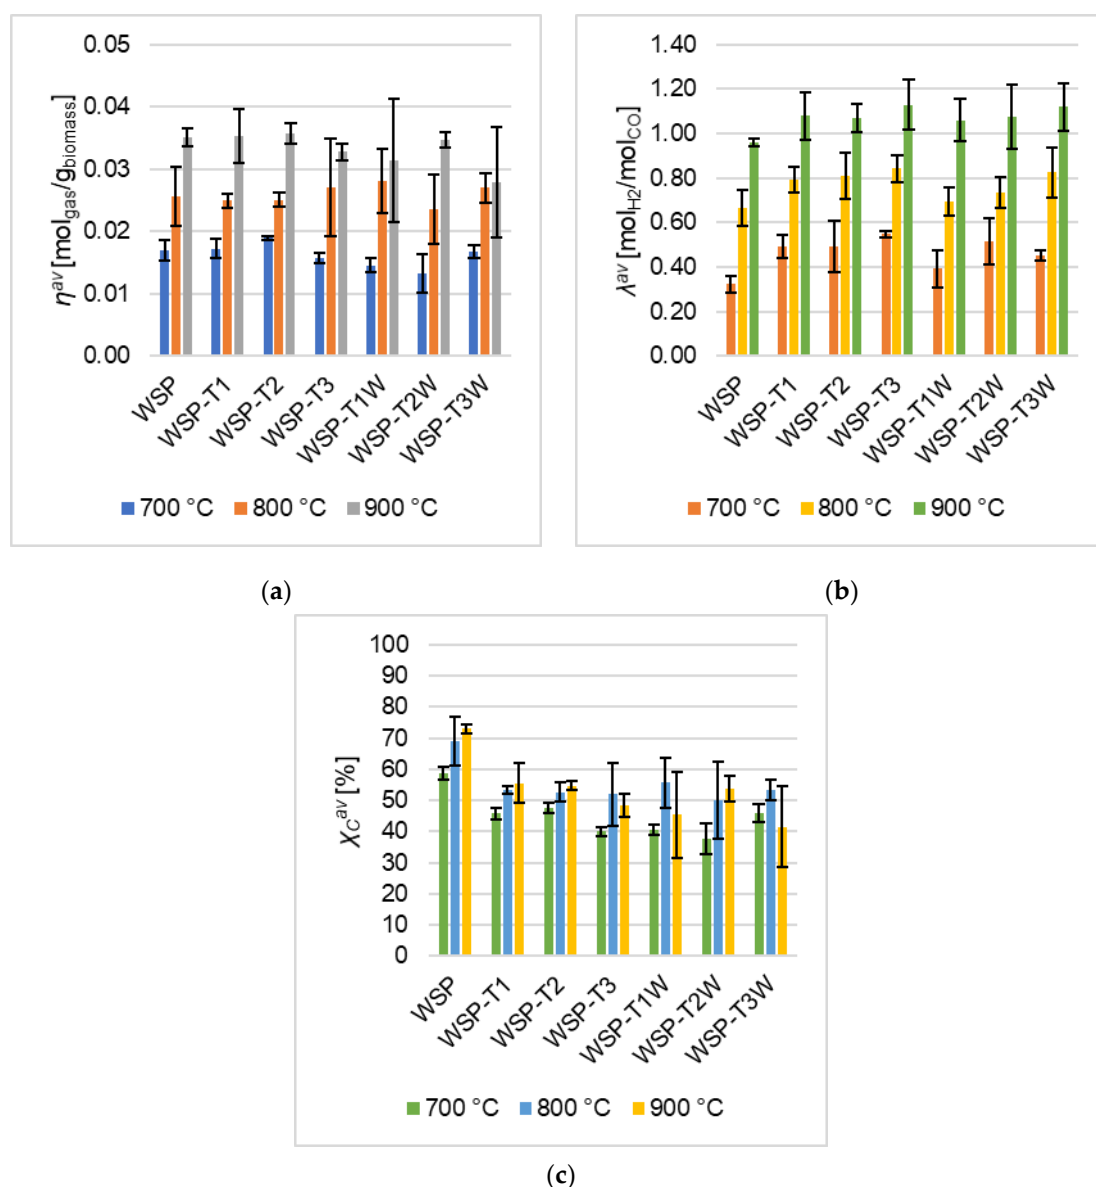 0.05
0.04
0.03
0.02
0.01
0.00
η^av [mol_gas/g_biomass]
WSP
WSP-T1
WSP-T2
WSP-T3
WSP-T1W
WSP-T2W
WSP-T3W
700 °C 800 °C 900 °C
(a)
1.40
1.20
1.00
0.80
0.60
0.40
0.20
0.00
λ^av [mol_H2/mol_CO]
WSP
WSP-T1
WSP-T2
WSP-T3
WSP-T1W
WSP-T2W
WSP-T3W
700 °C 800 °C 900 °C
(b)
100
90
80
70
60
50
40
30
20
10
0
X_C^av [%]
WSP
WSP-T1
WSP-T2
WSP-T3
WSP-T1W
WSP-T2W
WSP-T3W
700 °C 800 °C 900 °C
(c)